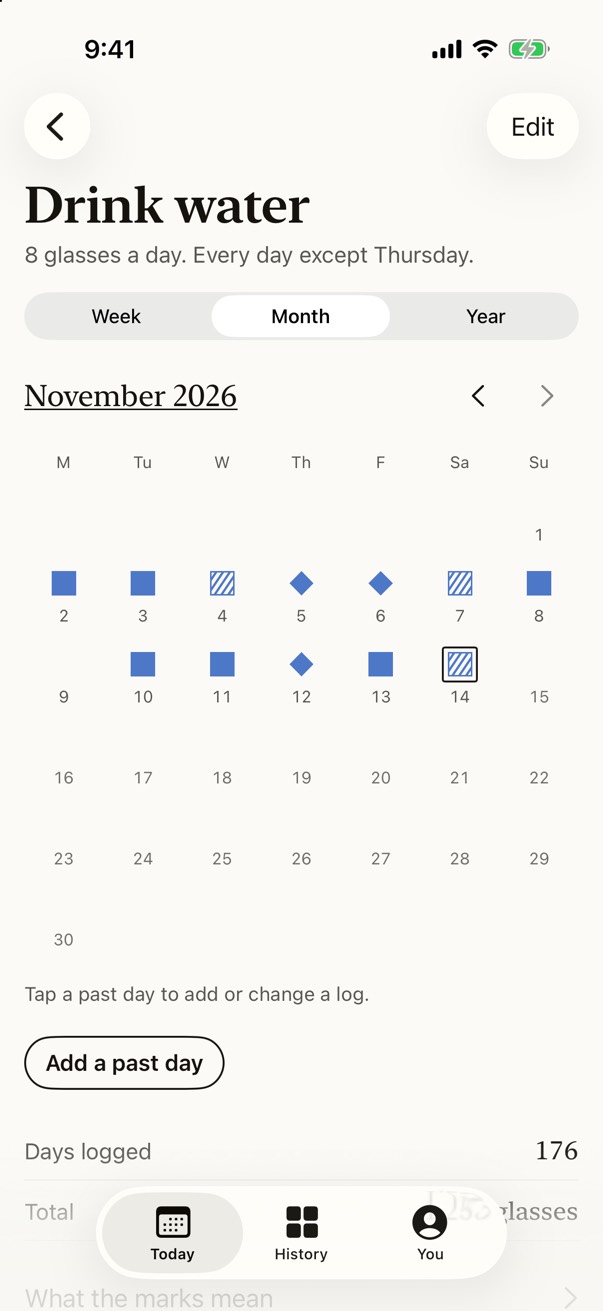 9:41
Edit
Drink water
8 glasses a day. Every day except Thursday.
Week Month Year
November 2026
M Tu W Th F Sa Su
1
2 3 4 5 6 7 8
9 10 11 12 13 14 15
16 17 18 19 20 21 22
23 24 25 26 27 28 29
30
Tap a past day to add or change a log.
Add a past day
Days logged 176
Total glasses
Today History You
What the marks mean